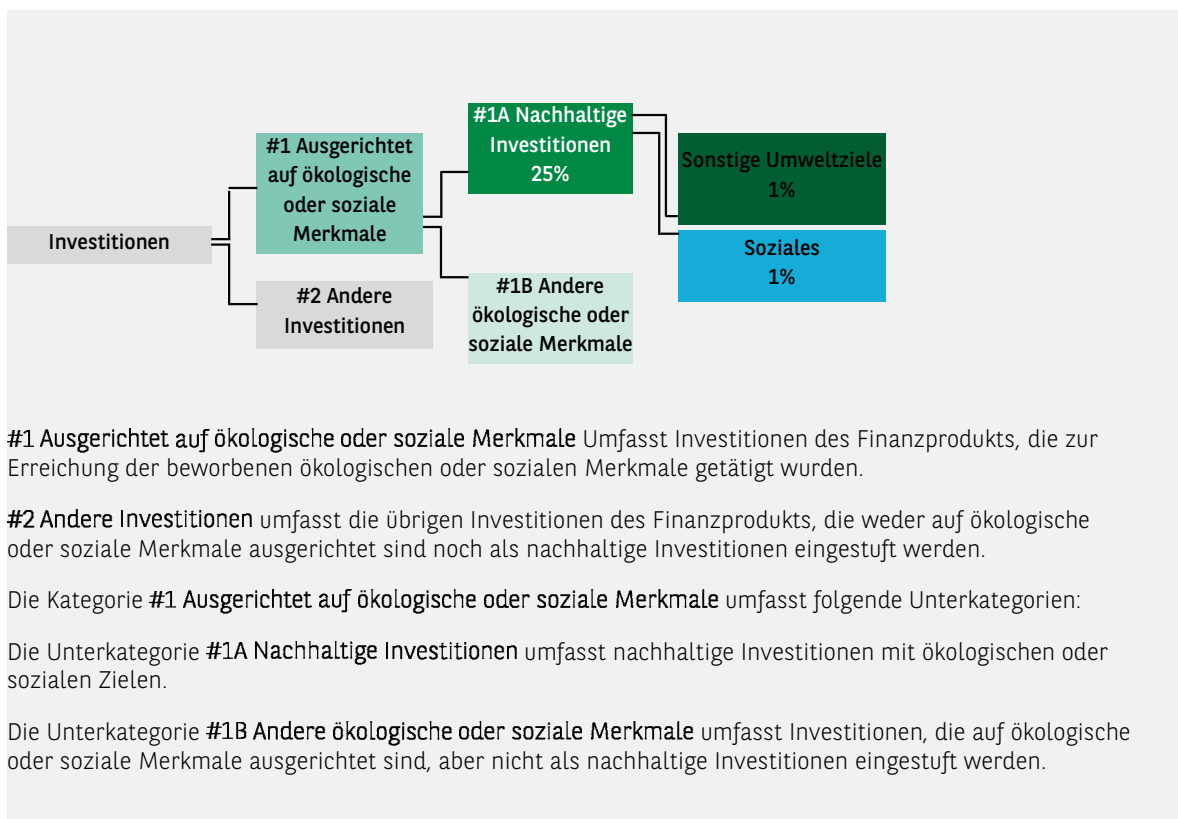 #1A Nachhaltige
Investitionen
25%
#1 Ausgerichtet
auf ökologische
oder soziale
Merkmale
Sonstige Umweltziele
1%
Investitionen
Soziales
1%
#2 Andere
Investitionen
#1B Andere
ökologische oder
soziale Merkmale
#1 Ausgerichtet auf ökologische oder soziale Merkmale Umfasst Investitionen des Finanzprodukts, die zur
Erreichung der beworbenen ökologischen oder sozialen Merkmale getätigt wurden.
#2 Andere Investitionen umfasst die übrigen Investitionen des Finanzprodukts, die weder auf ökologische
oder soziale Merkmale ausgerichtet sind noch als nachhaltige Investitionen eingestuft werden.
Die Kategorie #1 Ausgerichtet auf ökologische oder soziale Merkmale umfasst folgende Unterkategorien:
Die Unterkategorie #1A Nachhaltige Investitionen umfasst nachhaltige Investitionen mit ökologischen oder
sozialen Zielen.
Die Unterkategorie #1B Andere ökologische oder soziale Merkmale umfasst Investitionen, die auf ökologische
oder soziale Merkmale ausgerichtet sind, aber nicht als nachhaltige Investitionen eingestuft werden.